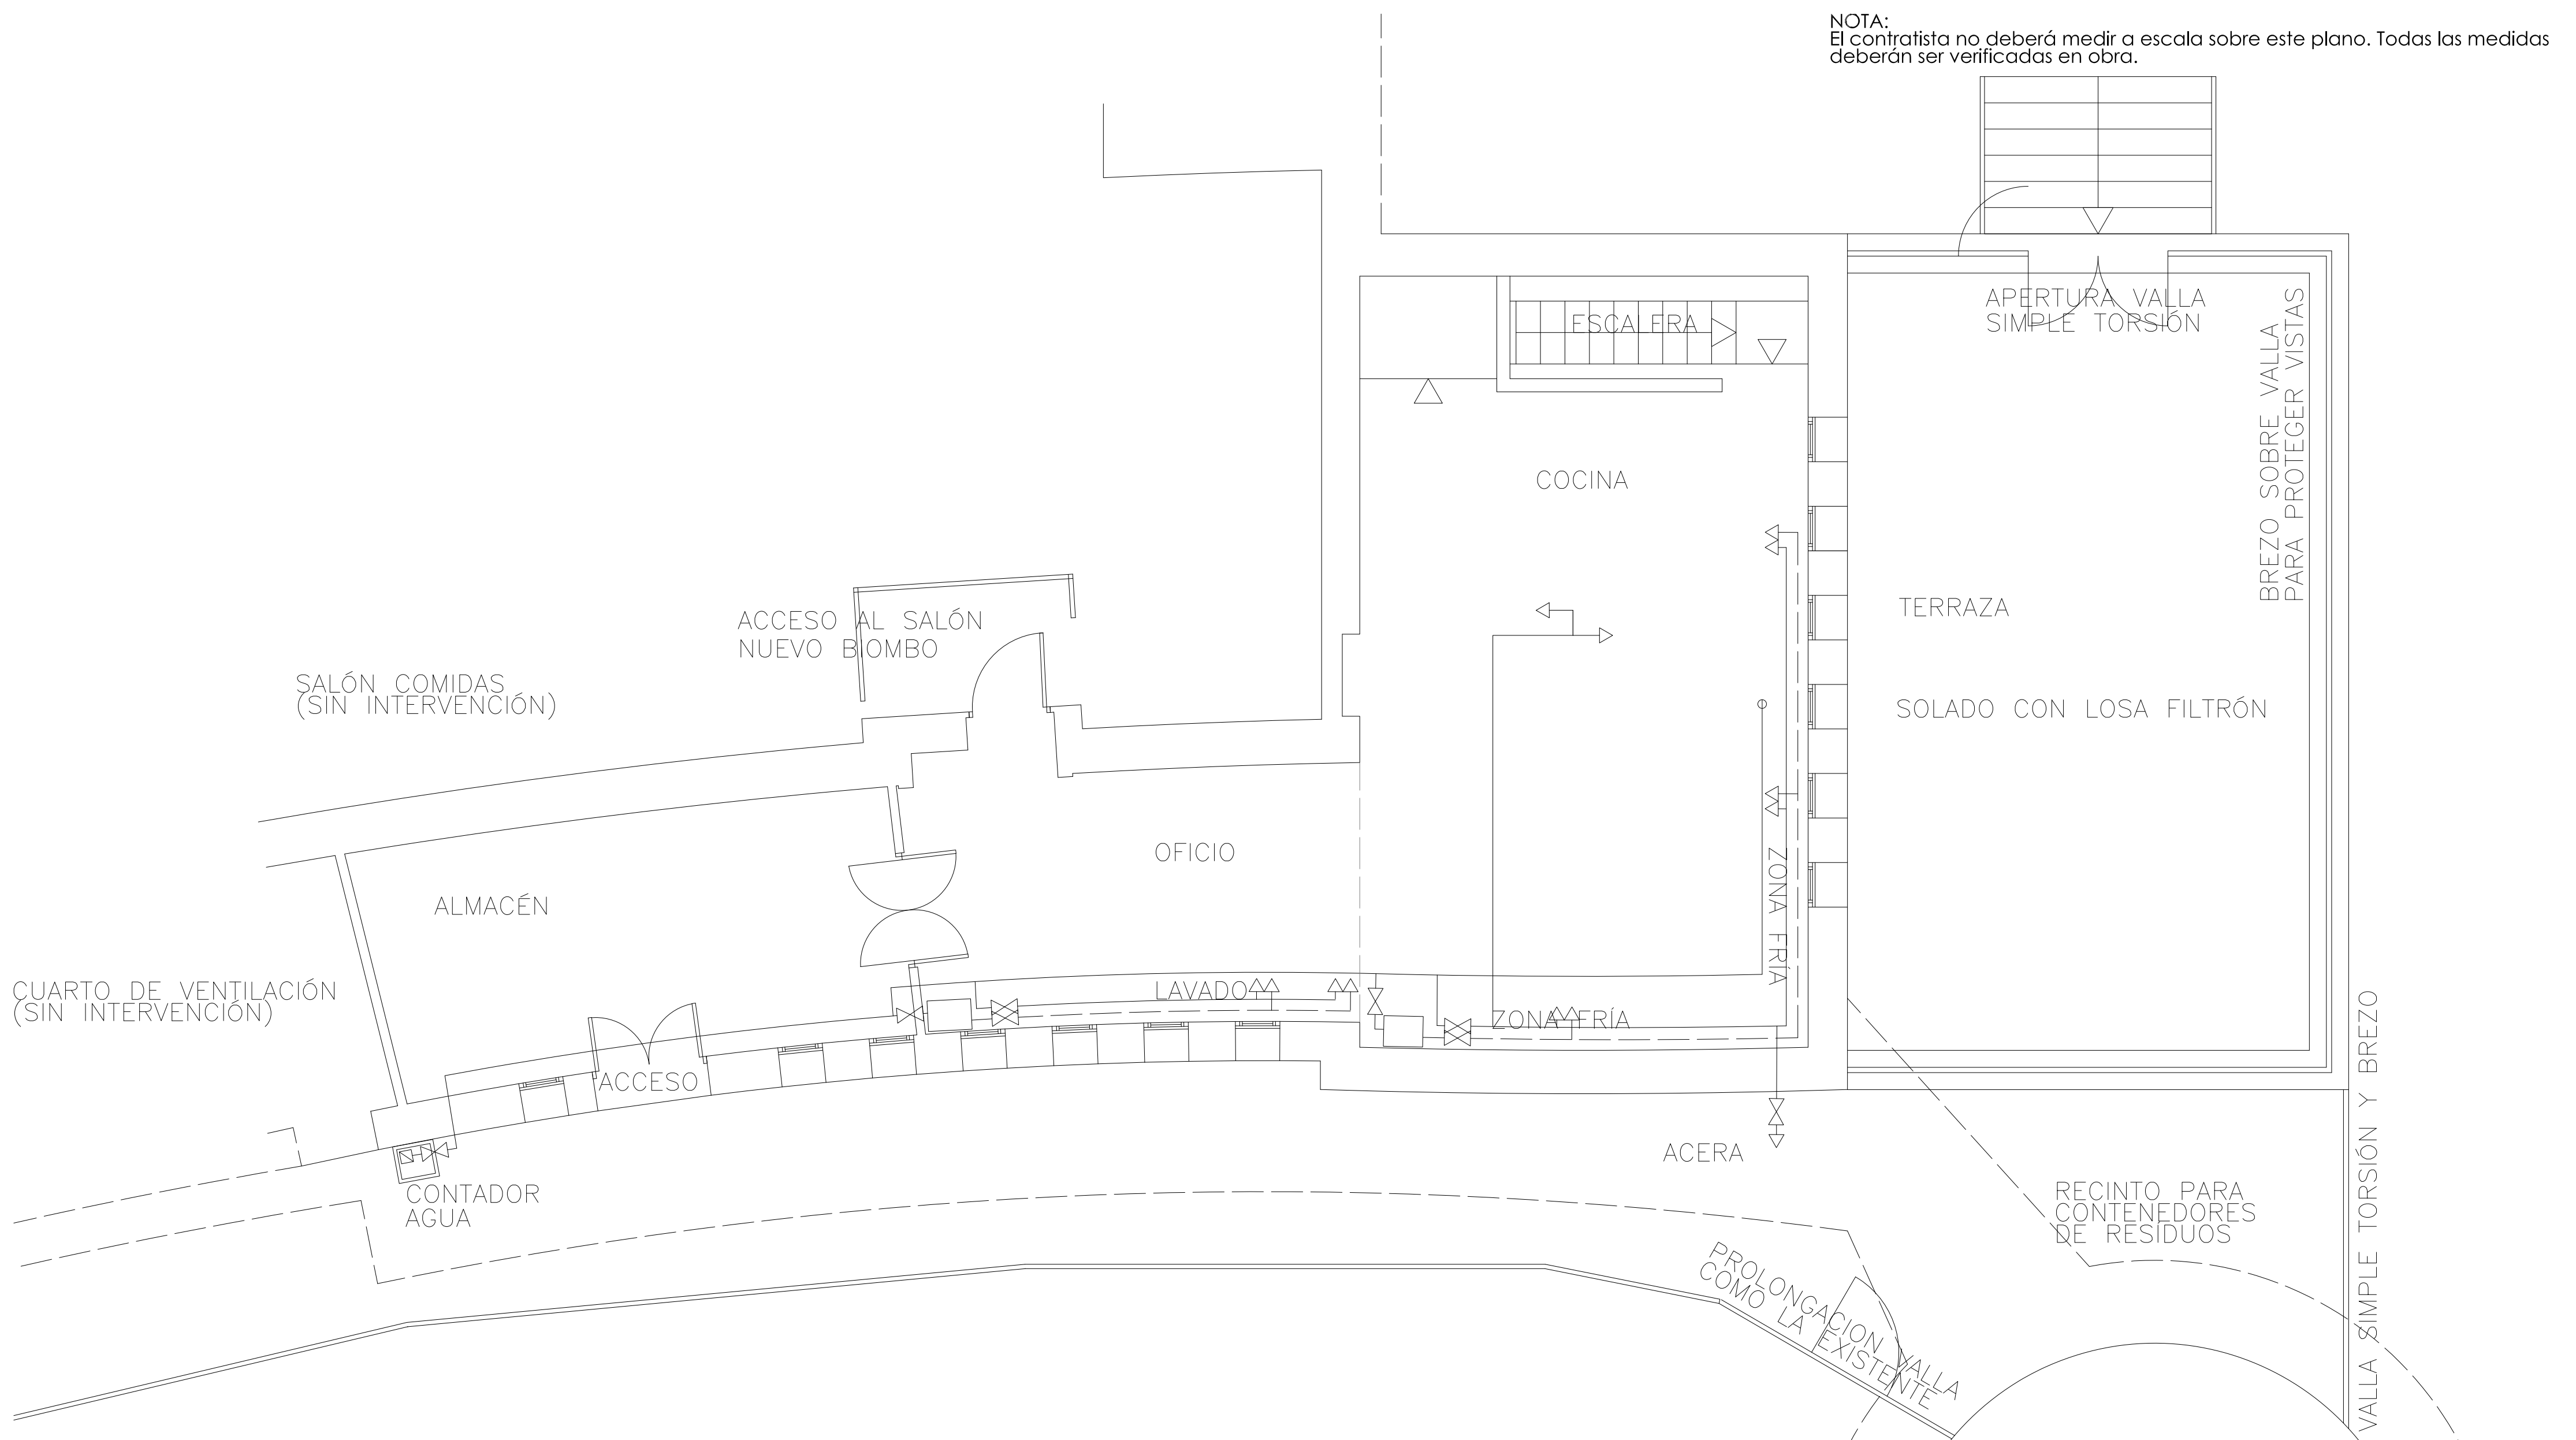 NOTA:
El contratista no deberá medir a escala sobre este plano. Todas las medidas
deberán ser verificadas en obra.
APERTURA VALLA
SIMPLE TORSIÓN
BREZO SOBRE VALLA
PARA PROTEGER VISTAS
ESCALERA
COCINA
TERRAZA
ACCESO AL SALÓN
NUEVO BIOMBO
SALÓN COMIDAS
(SIN INTERVENCIÓN)
SOLADO CON LOSA FILTRÓN
OFICIO
ZONA FRÍA
ALMACÉN
CUARTO DE VENTILACIÓN
(SIN INTERVENCIÓN)
LAVADO
ZONA FRÍA
ACCESO
ACERA
CONTADOR
AGUA
RECINTO PARA
CONTENEDORES
DE RESÍDUOS
VALLA SIMPLE TORSIÓN Y BREZO
PROLONGACION VALLA
COMO LA EXISTENTE